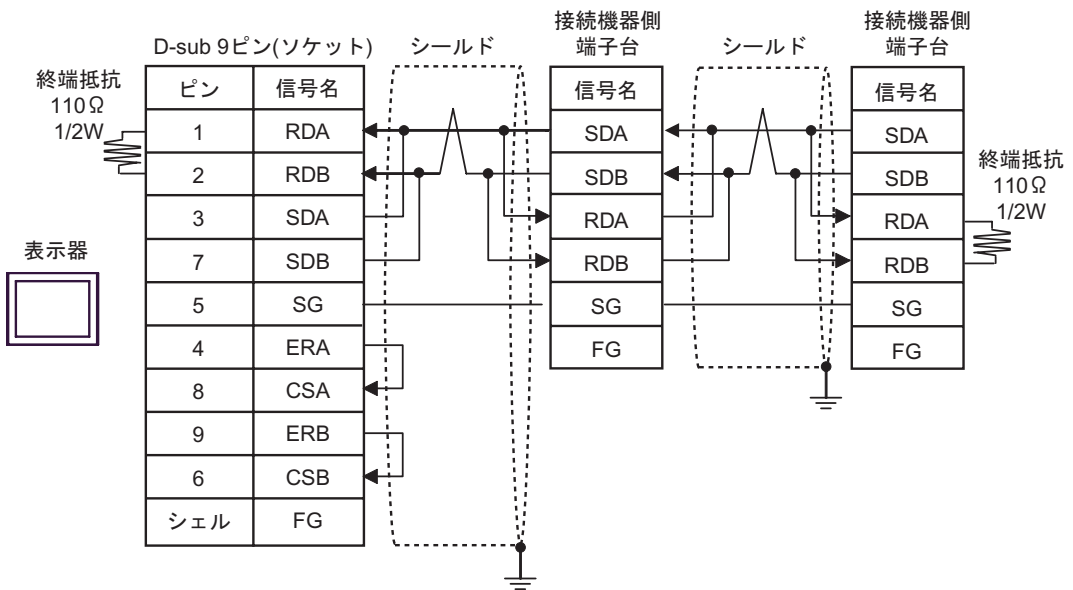 接続機器側
端子台
接続機器側
端子台
D-sub 9ピン(ソケット)
シールド
シールド
終端抵抗
110Ω
1/2W
ピン 信号名
1 RDA
2 RDB
3 SDA
7 SDB
5 SG
4 ERA
8 CSA
9 ERB
6 CSB
シェル FG
信号名
SDA
SDB
RDA
RDB
SG
FG
信号名
SDA
SDB
RDA
RDB
SG
FG
終端抵抗
110Ω
1/2W
表示器